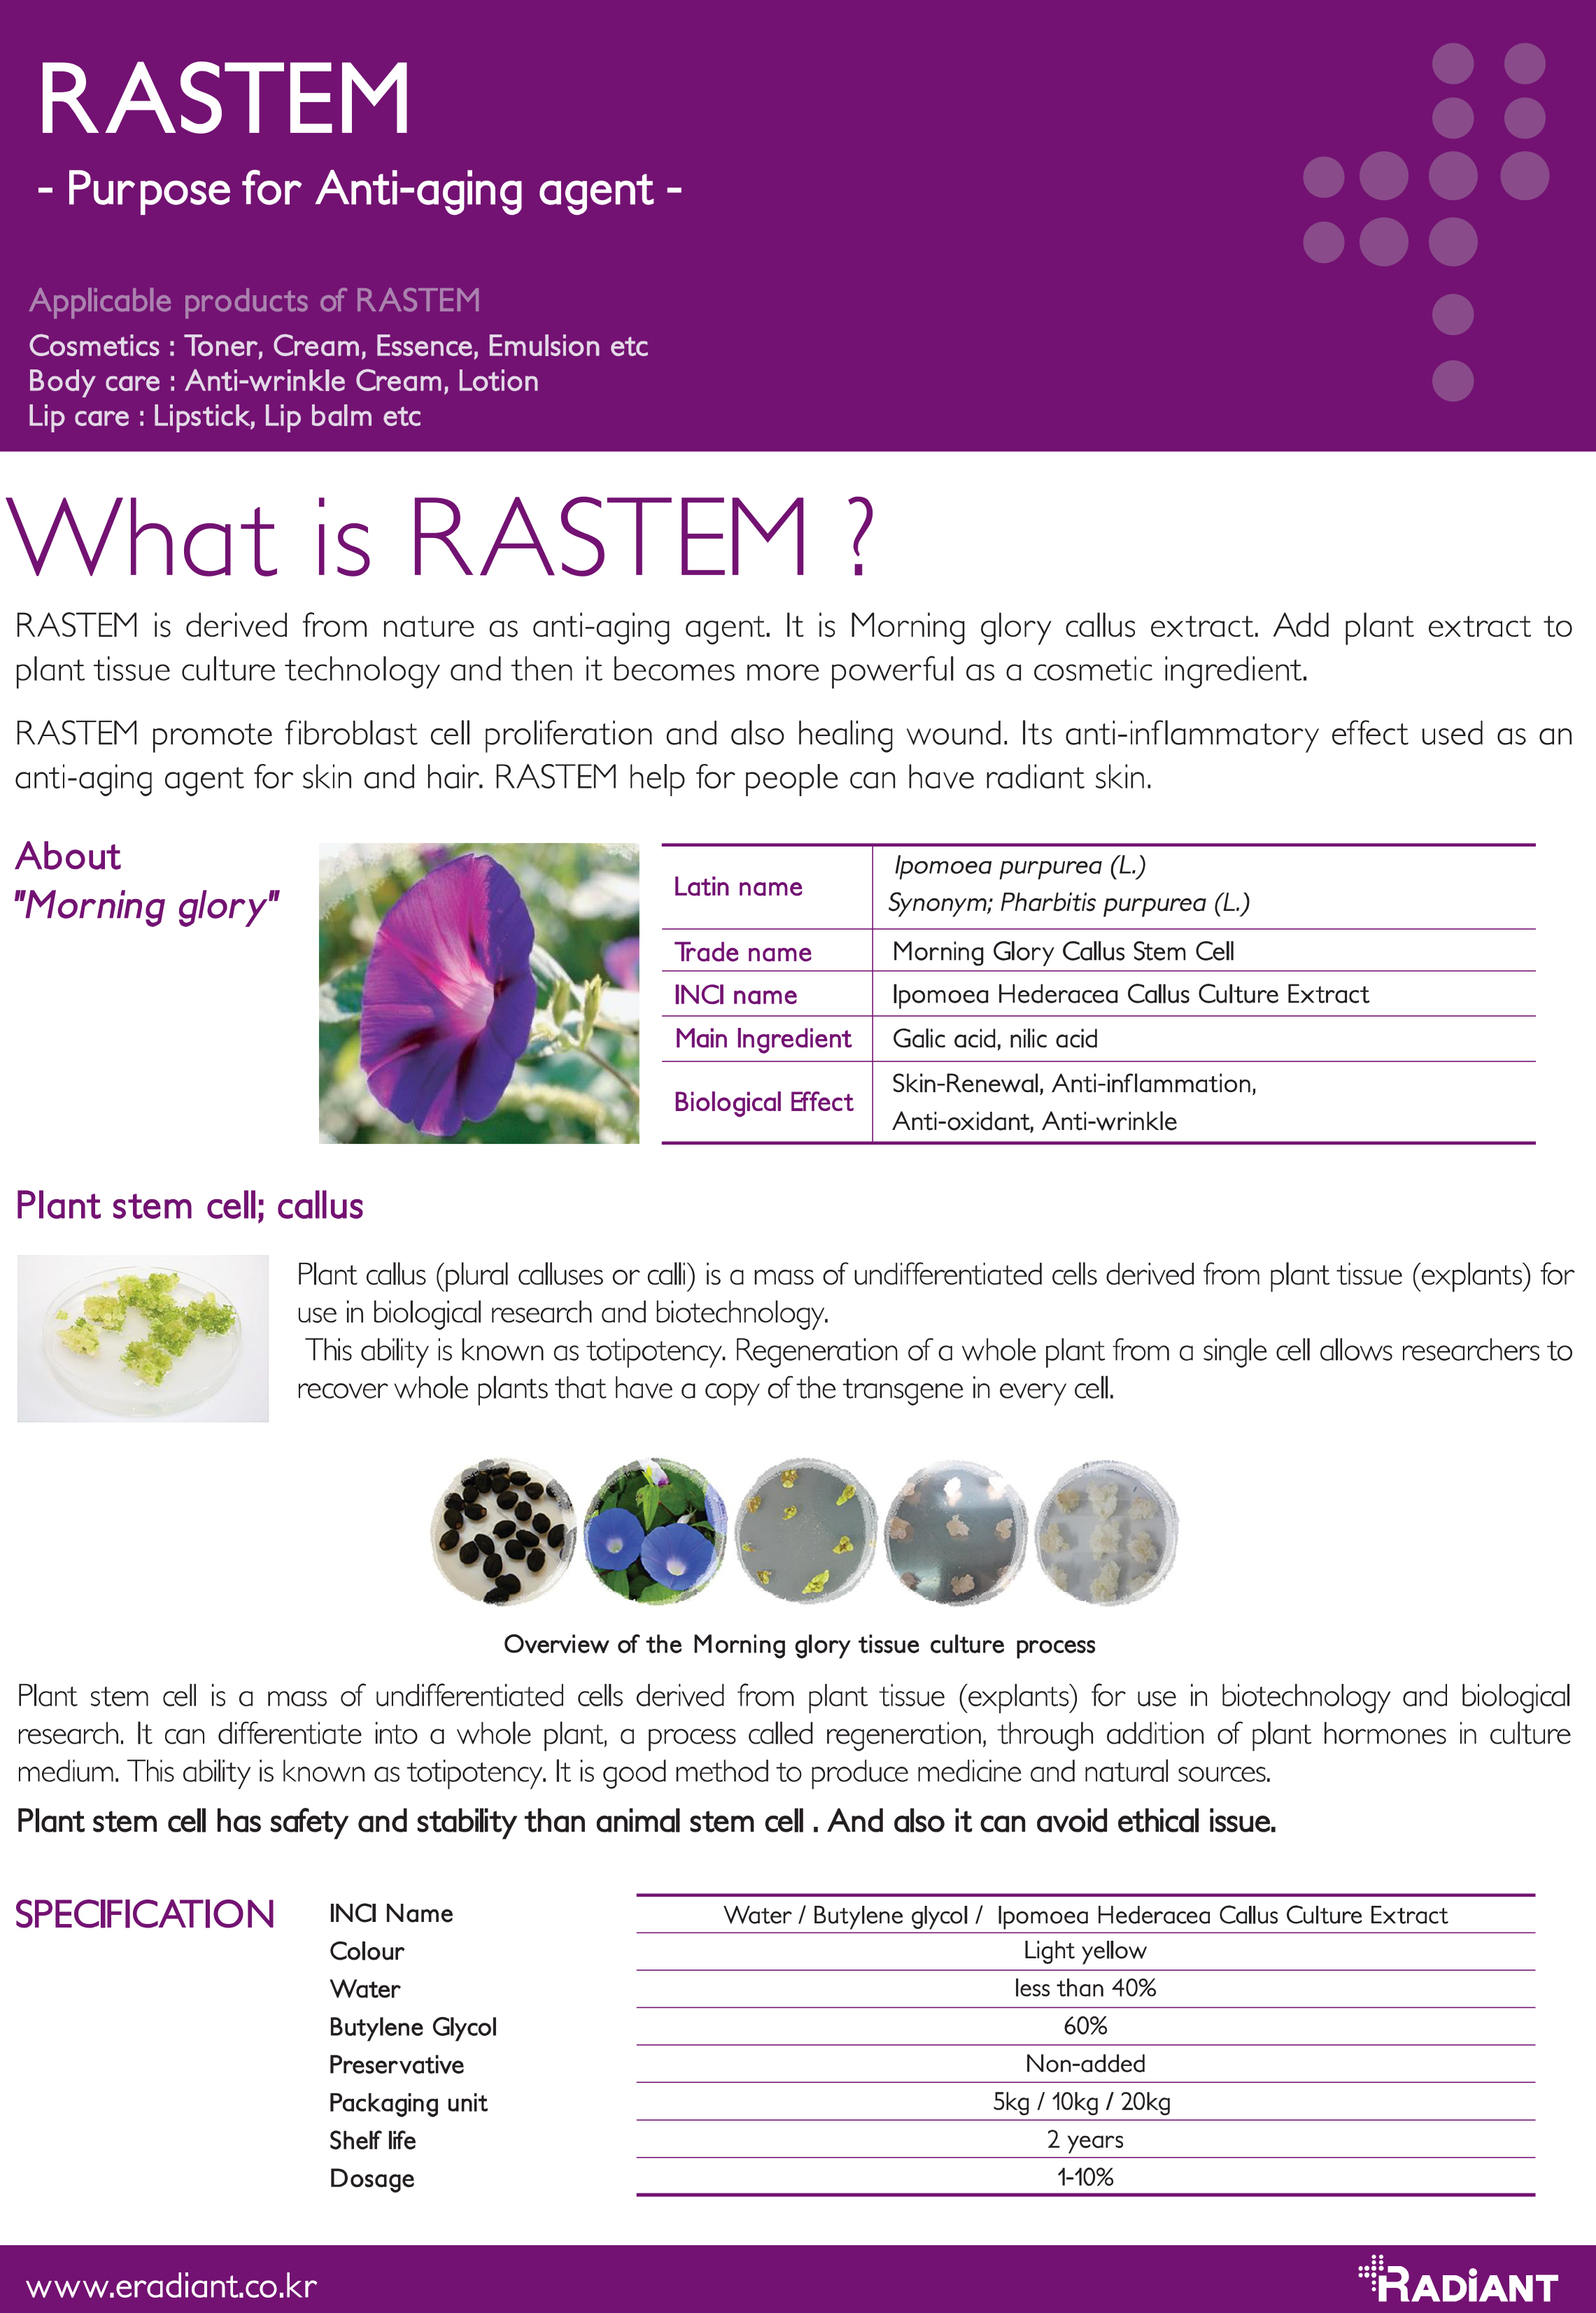 RASTEM
- Purpose for Anti-aging agent -
Applicable products of RASTEM
Cosmetics : Toner, Cream, Essence, Emulsion etc
Body care : Anti-wrinkle Cream, Lotion
Lip care : Lipstick, Lip balm etc
What is RASTEM ?
RASTEM is derived from nature as anti-aging agent. It is Morning glory callus extract. Add plant extract to
plant tissue culture technology and then it becomes more powerful as a cosmetic ingredient.
RASTEM promote fibroblast cell proliferation and also healing wound. Its anti-inflammatory effect used as an
anti-aging agent for skin and hair. RASTEM help for people can have radiant skin.
About
"Morning glory"
Latin name
Ipomoea purpurea (L.)
Synonym; Pharbitis purpurea (L.)
Trade name
Morning Glory Callus Stem Cell
INCI name
Ipomoea Hederacea Callus Culture Extract
Main Ingredient
Galic acid, nilic acid
Biological Effect
Skin-Renewal, Anti-inflammation,
Anti-oxidant, Anti-wrinkle
Plant stem cell; callus
Plant callus (plural calluses or calli) is a mass of undifferentiated cells derived from plant tissue (explants) for
use in biological research and biotechnology.
This ability is known as totipotency. Regeneration of a whole plant from a single cell allows researchers to
recover whole plants that have a copy of the transgene in every cell.
Overview of the Morning glory tissue culture process
Plant stem cell is a mass of undifferentiated cells derived from plant tissue (explants) for use in biotechnology and biological
research. It can differentiate into a whole plant, a process called regeneration, through addition of plant hormones in culture
medium. This ability is known as totipotency. It is good method to produce medicine and natural sources.
Plant stem cell has safety and stability than animal stem cell . And also it can avoid ethical issue.
SPECIFICATION
INCI Name
Water / Butylene glycol / Ipomoea Hederacea Callus Culture Extract
Colour
Light yellow
Water
less than 40%
Butylene Glycol
60%
Preservative
Non-added
Packaging unit
5kg / 10kg / 20kg
Shelf life
2 years
Dosage
1-10%
www.eradiant.co.kr
RADiANT